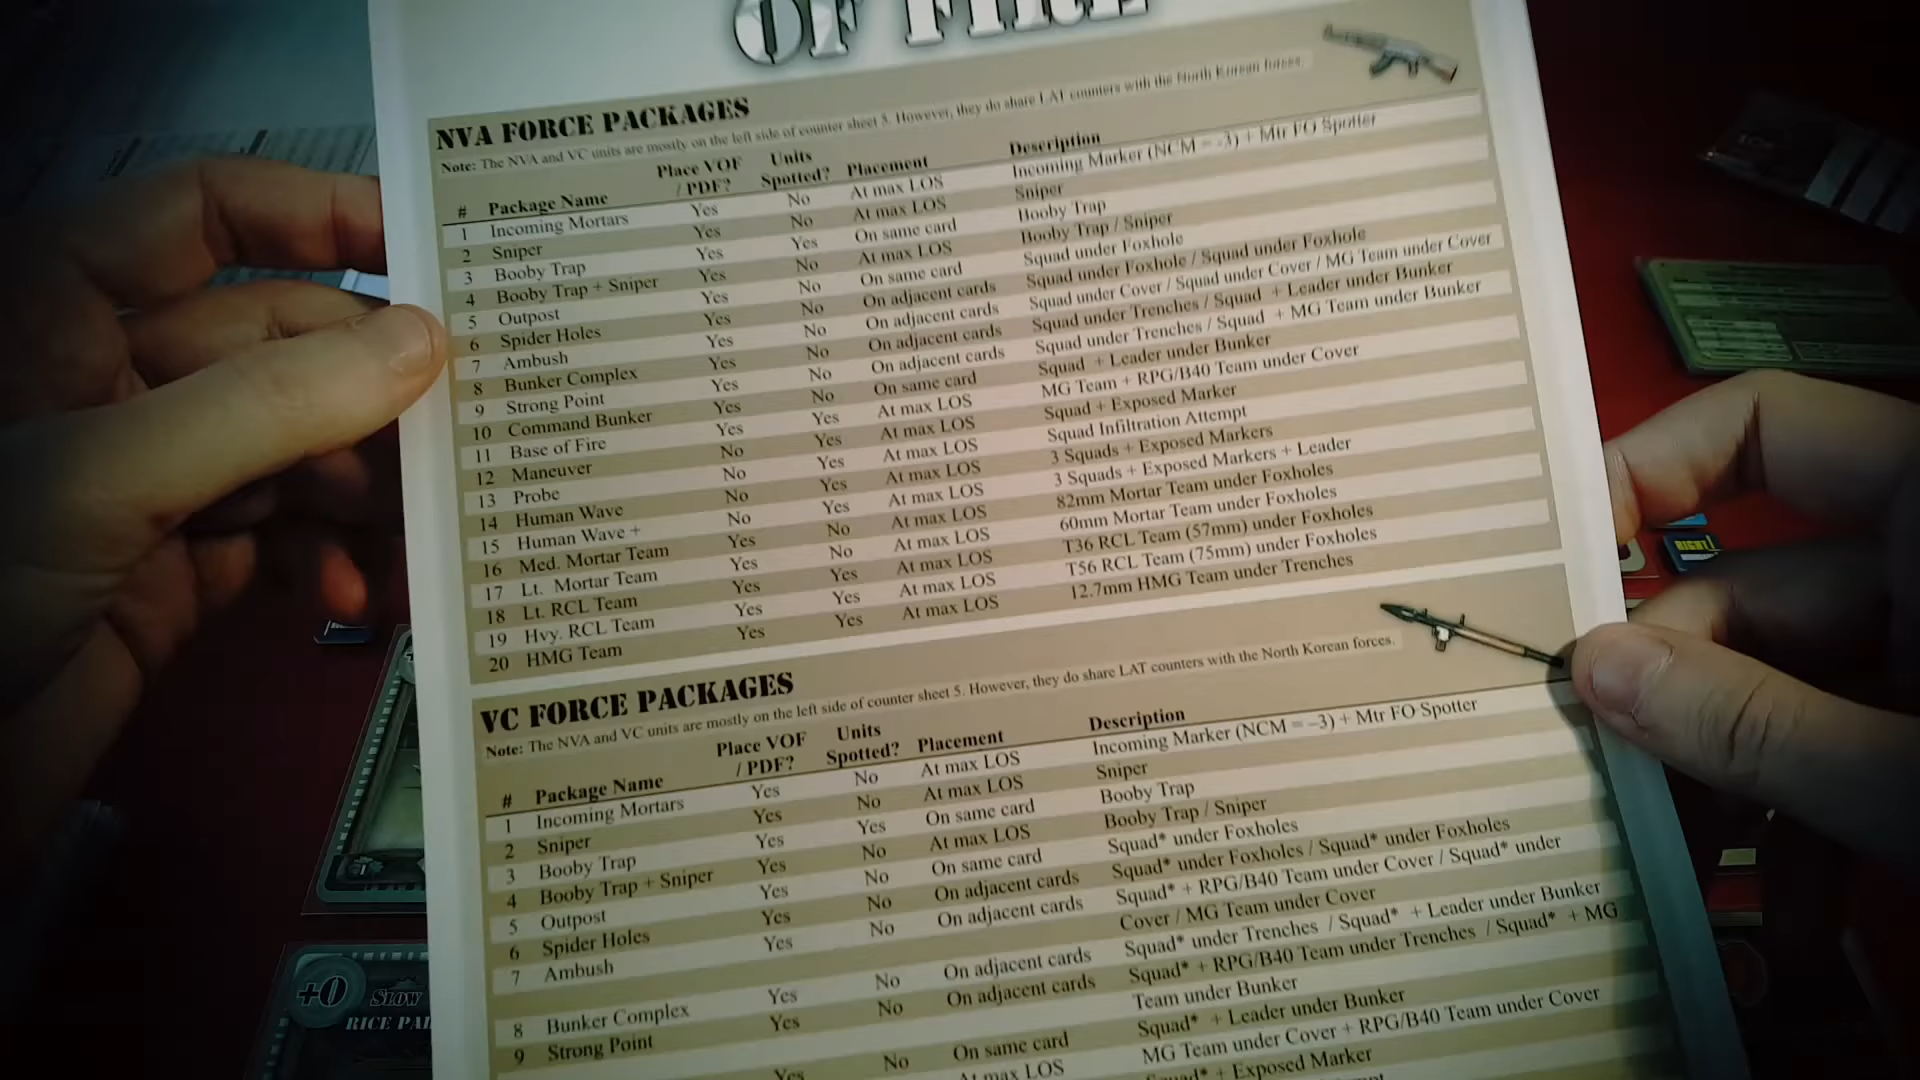 OF FIRE
NVA FORCE PACKAGES
Note: The NVA and VC units are mostly on the left side of counter sheet 5. However, they do share LAT counters with the North Korean forces.
# Package Name Place VOF / PDF? Units Spotted? Placement Description
1 Incoming Mortars Yes No At max LOS Incoming Marker (NCM = -3) + Mtr FO Spotter
2 Sniper Yes No At max LOS Sniper
3 Booby Trap Yes Yes On same card Booby Trap
4 Booby Trap + Sniper Yes No At max LOS Booby Trap / Sniper
5 Outpost Yes No On same card Squad under Foxhole
6 Spider Holes Yes No On adjacent cards Squad under Foxhole / Squad under Foxhole
7 Ambush Yes No On adjacent cards Squad under Cover / Squad under Cover / MG Team under Cover
8 Bunker Complex Yes No On adjacent cards Squad under Trenches / Squad + Leader under Bunker
9 Strong Point Yes No On adjacent cards Squad under Trenches / Squad + MG Team under Bunker
10 Command Bunker Yes No On same card Squad + Leader under Bunker
11 Base of Fire Yes Yes At max LOS MG Team + RPG/B40 Team under Cover
12 Maneuver No Yes At max LOS Squad + Exposed Marker
13 Probe No Yes At max LOS Squad Infiltration Attempt
14 Human Wave No Yes At max LOS 3 Squads + Exposed Markers
15 Human Wave + No Yes At max LOS 3 Squads + Exposed Markers + Leader
16 Med. Mortar Team Yes No At max LOS 82mm Mortar Team under Foxholes
17 Lt. Mortar Team Yes No At max LOS 60mm Mortar Team under Foxholes
18 Lt. RCL Team Yes Yes At max LOS T36 RCL Team (57mm) under Foxholes
19 Hvy. RCL Team Yes Yes At max LOS T56 RCL Team (75mm) under Foxholes
20 HMG Team Yes Yes At max LOS 12.7mm HMG Team under Trenches
VC FORCE PACKAGES
Note: The NVA and VC units are mostly on the left side of counter sheet 5. However, they do share LAT counters with the North Korean forces.
# Package Name Place VOF / PDF? Units Spotted? Placement Description
1 Incoming Mortars Yes No At max LOS Incoming Marker (NCM = –3) + Mtr FO Spotter
2 Sniper Yes No At max LOS Sniper
3 Booby Trap Yes Yes On same card Booby Trap
4 Booby Trap + Sniper Yes No At max LOS Booby Trap / Sniper
5 Outpost Yes No On same card Squad* under Foxholes
6 Spider Holes Yes No On adjacent cards Squad* under Foxholes / Squad* under Foxholes
7 Ambush Yes No On adjacent cards Squad* + RPG/B40 Team under Cover / Squad* under
Cover / MG Team under Cover
8 Bunker Complex Yes No On adjacent cards Squad* under Trenches / Squad* + Leader under Bunker
9 Strong Point Yes No On adjacent cards Squad* + RPG/B40 Team under Trenches / Squad* + MG
Team under Bunker
Yes No On same card Squad* + Leader under Bunker
At max LOS MG Team under Cover + RPG/B40 Team under Cover
Squad* + Exposed Marker
RIGHT
+0 SLOW
RICE